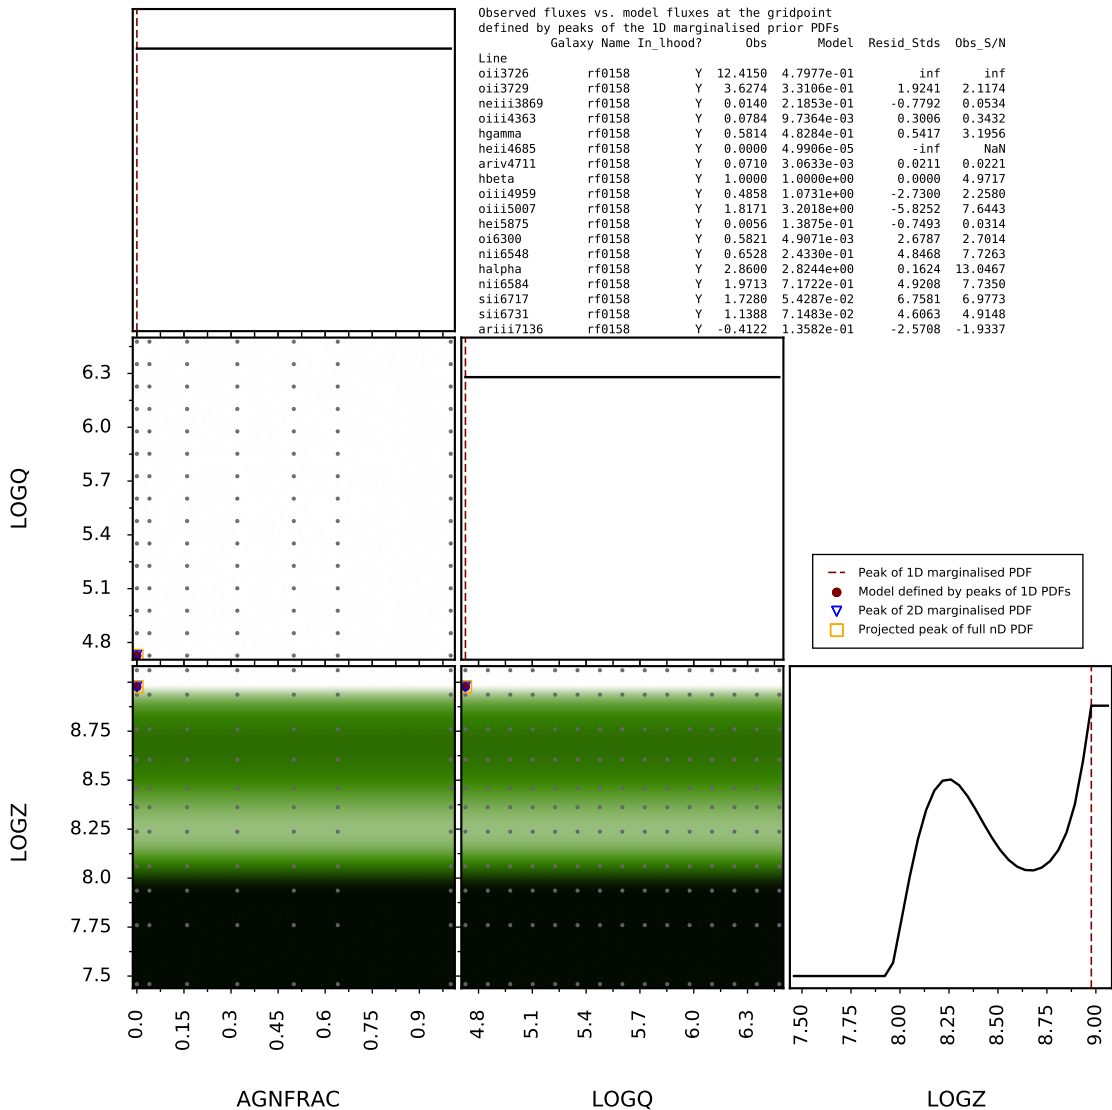 Observed fluxes vs. model fluxes at the gridpoint
defined by peaks of the 1D marginalised prior PDFs
Galaxy Name In_lhood? Obs Model Resid_Stds Obs_S/N
Line
oii3726 rf0158 Y 12.4150 4.7977e-01 inf inf
oii3729 rf0158 Y 3.6274 3.3106e-01 1.9241 2.1174
neiii3869 rf0158 Y 0.0140 2.1853e-01 -0.7792 0.0534
oiii4363 rf0158 Y 0.0784 9.7364e-03 0.3006 0.3432
hgamma rf0158 Y 0.5814 4.8284e-01 0.5417 3.1956
heii4685 rf0158 Y 0.0000 4.9906e-05 -inf NaN
ariv4711 rf0158 Y 0.0710 3.0633e-03 0.0211 0.0221
hbeta rf0158 Y 1.0000 1.0000e+00 0.0000 4.9717
oiii4959 rf0158 Y 0.4858 1.0731e+00 -2.7300 2.2580
oiii5007 rf0158 Y 1.8171 3.2018e+00 -5.8252 7.6443
hei5875 rf0158 Y 0.0056 1.3875e-01 -0.7493 0.0314
oi6300 rf0158 Y 0.5821 4.9071e-03 2.6787 2.7014
nii6548 rf0158 Y 0.6528 2.4330e-01 4.8468 7.7263
halpha rf0158 Y 2.8600 2.8244e+00 0.1624 13.0467
nii6584 rf0158 Y 1.9713 7.1722e-01 4.9208 7.7350
sii6717 rf0158 Y 1.7280 5.4287e-02 6.7581 6.9773
sii6731 rf0158 Y 1.1388 7.1483e-02 4.6063 4.9148
ariii7136 rf0158 Y -0.4122 1.3582e-01 -2.5708 -1.9337
6.3
6.0
5.7
5.4
5.1
4.8
LOGQ
Peak of 1D marginalised PDF
Model defined by peaks of 1D PDFs
Peak of 2D marginalised PDF
Projected peak of full nD PDF
8.75
8.5
8.25
8.0
7.75
7.5
LOGZ
0.0 0.15 0.3 0.45 0.6 0.75 0.9
4.8 5.1 5.4 5.7 6.0 6.3
7.50 7.75 8.00 8.25 8.50 8.75 9.00
AGNFRAC LOGQ LOGZ